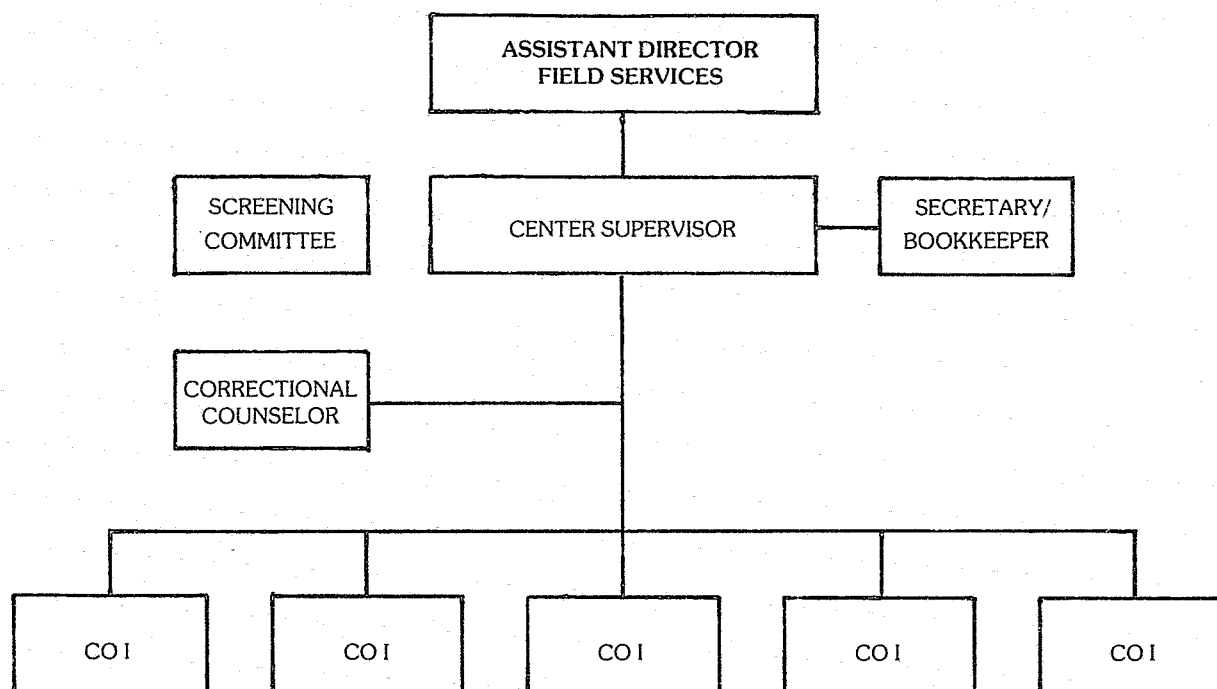 ASSISTANT DIRECTOR
FIELD SERVICES
SCREENING
COMMITTEE
CENTER SUPERVISOR
SECRETARY/
BOOKKEEPER
CORRECTIONAL
COUNSELOR
CO I
CO I
CO I
CO I
CO I